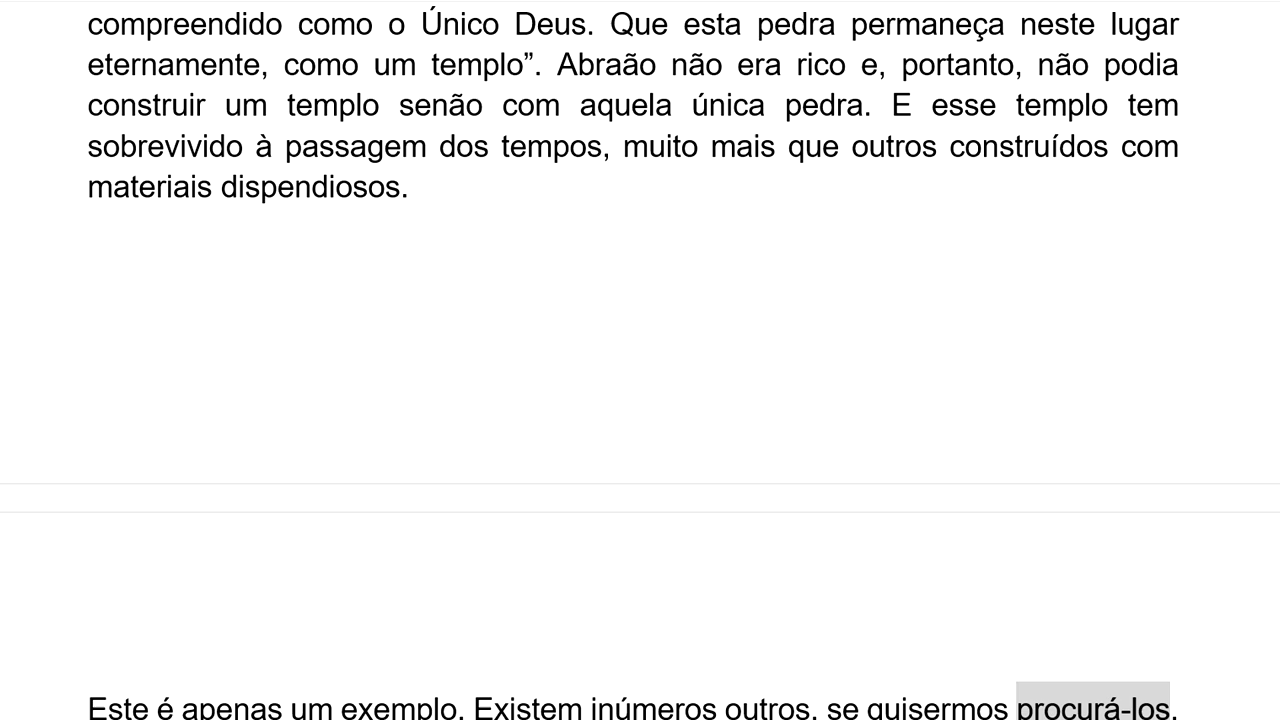 compreendido como o Único Deus. Que esta pedra permaneça neste lugar
eternamente, como um templo”. Abraão não era rico e, portanto, não podia
construir um templo senão com aquela única pedra. E esse templo tem
sobrevivido à passagem dos tempos, muito mais que outros construídos com
materiais dispendiosos.
Este é apenas um exemplo. Existem inúmeros outros, se quisermos procurá-los.